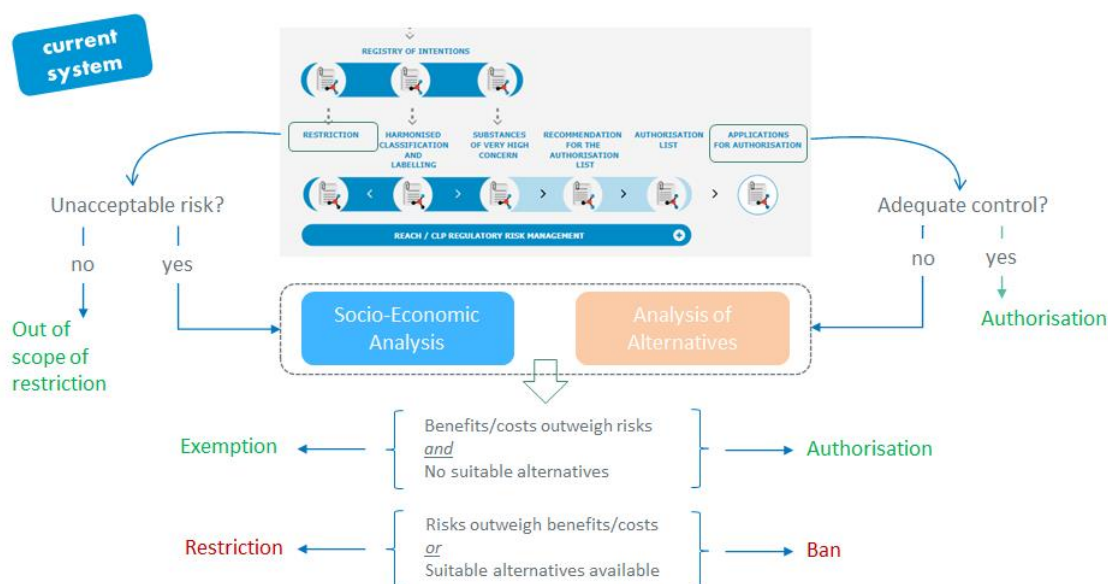 current
system
REGISTRY OF INTENTIONS
RESTRICTION
HARMONISED
CLASSIFICATION
AND
LABELLING
SUBSTANCES
OF VERY HIGH
CONCERN
RECOMMENDATION
FOR THE
AUTHORISATION
LIST
AUTHORISATION
LIST
APPLICATIONS
FOR AUTHORISATION
REACH / CLP REGULATORY RISK MANAGEMENT
Unacceptable risk?
no
yes
Out of
scope of
restriction
Adequate control?
no
yes
Authorisation
Socio-Economic
Analysis
Analysis of
Alternatives
Exemption
Benefits/costs outweigh risks
and
No suitable alternatives
Authorisation
Restriction
Risks outweigh benefits/costs
or
Suitable alternatives available
Ban